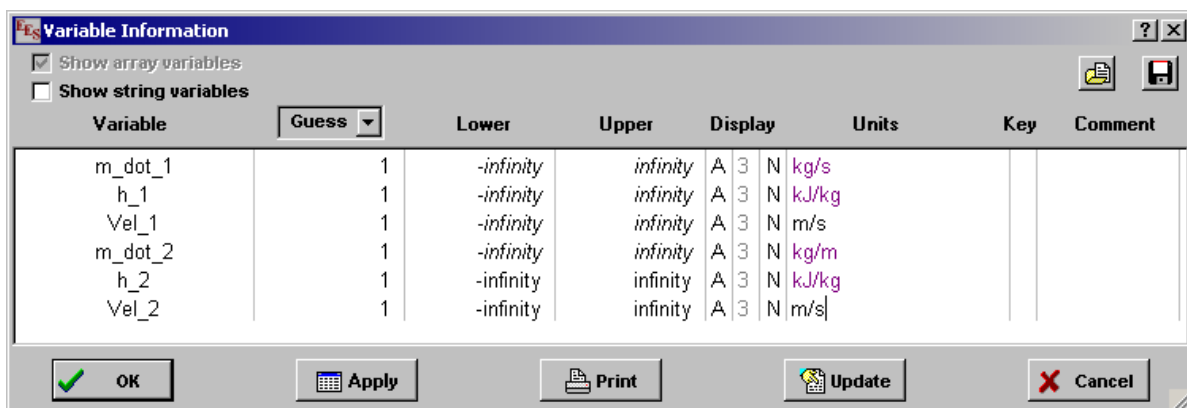 EES Variable Information
Show array variables
Show string variables
Variable Guess Lower Upper Display Units Key Comment
m_dot_1 1 -infinity infinity A 3 N kg/s
h_1 1 -infinity infinity A 3 N kJ/kg
Vel_1 1 -infinity infinity A 3 N m/s
m_dot_2 1 -infinity infinity A 3 N kg/m
h_2 1 -infinity infinity A 3 N kJ/kg
Vel_2 1 -infinity infinity A 3 N m/s
OK Apply Print Update Cancel